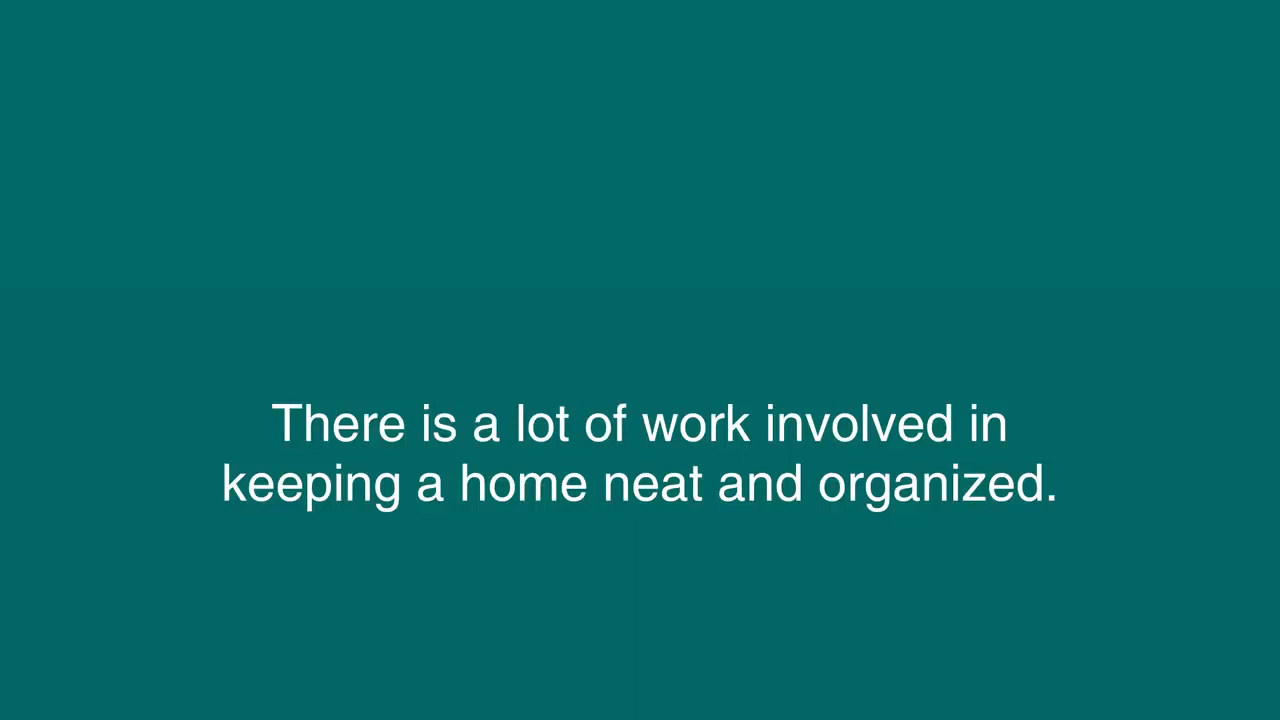 There is a lot of work involved in
keeping a home neat and organized.